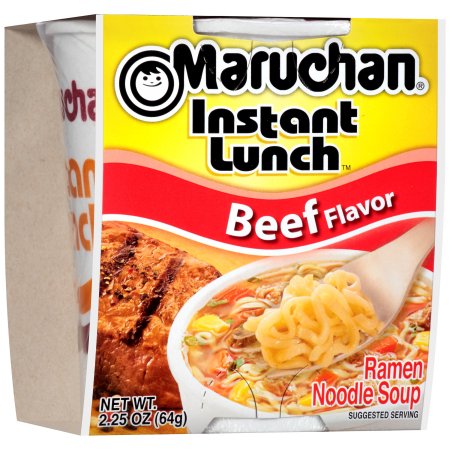 Maruchan®
Instant
Lunch™
Beef Flavor
Ramen
Noodle Soup
SUGGESTED SERVING
NET WT.
2.25 OZ (64g)